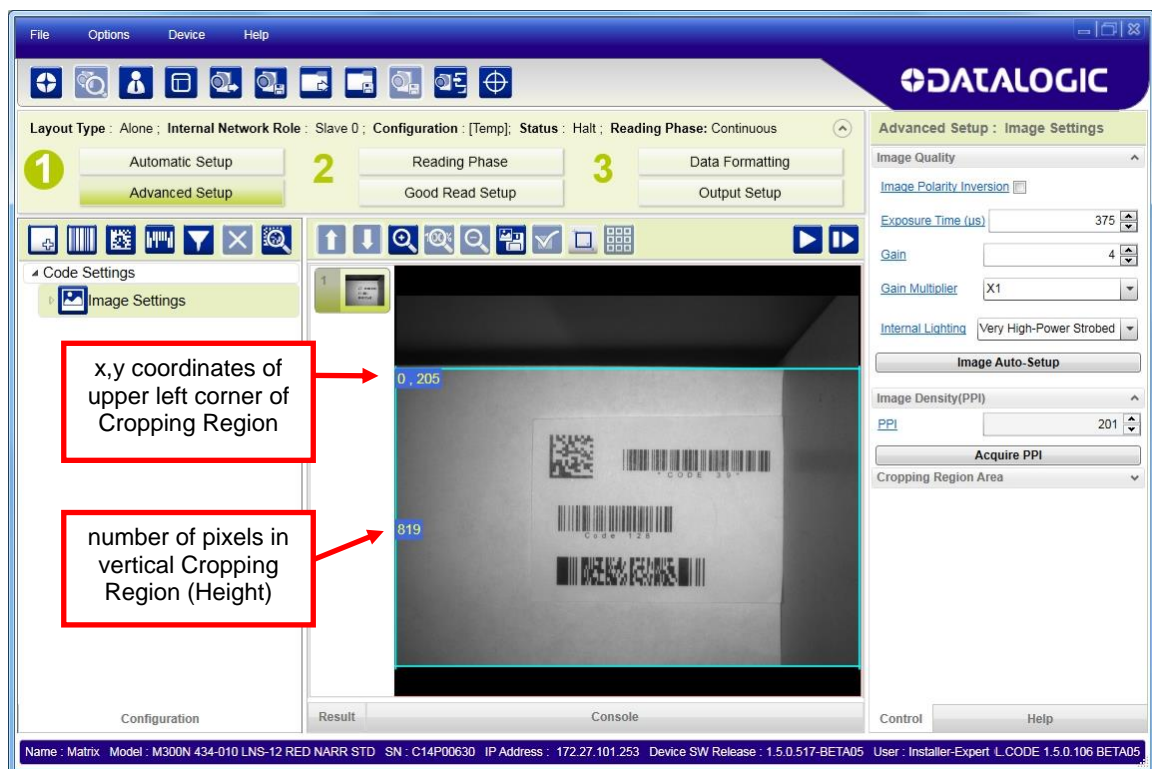 File Options Device Help
DATALOGIC
Layout Type : Alone ; Internal Network Role : Slave 0 ; Configuration : [Temp]; Status : Halt ; Reading Phase: Continuous
1 Automatic Setup 2 Reading Phase 3 Data Formatting
Advanced Setup Good Read Setup Output Setup
Code Settings
Image Settings
1
x,y coordinates of
upper left corner of
Cropping Region
number of pixels in
vertical Cropping
Region (Height)
0 , 205
819
*CODE 39*
Code 128
Advanced Setup : Image Settings
Image Quality
Image Polarity Inversion
Exposure Time (us) 375
Gain 4
Gain Multiplier X1
Internal Lighting Very High-Power Strobed
Image Auto-Setup
Image Density(PPI)
PPI 201
Acquire PPI
Cropping Region Area
Configuration Result Console Control Help
Name : Matrix Model : M300N 434-010 LNS-12 RED NARR STD SN : C14P00630 IP Address : 172.27.101.253 Device SW Release : 1.5.0.517-BETA05 User : Installer-Expert L.CODE 1.5.0.106 BETA05